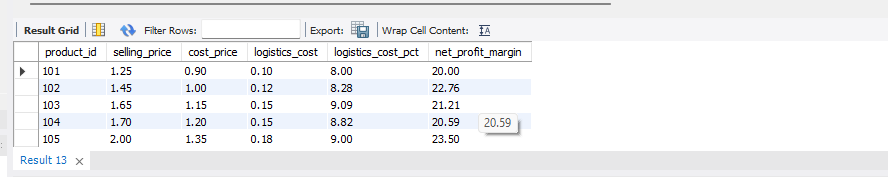 Result Grid Filter Rows: Export: Wrap Cell Content: IA
product_id selling_price cost_price logistics_cost logistics_cost_pct net_profit_margin
101 1.25 0.90 0.10 8.00 20.00
102 1.45 1.00 0.12 8.28 22.76
103 1.65 1.15 0.15 9.09 21.21
104 1.70 1.20 0.15 8.82 20.59 20.59
105 2.00 1.35 0.18 9.00 23.50
Result 13 ×